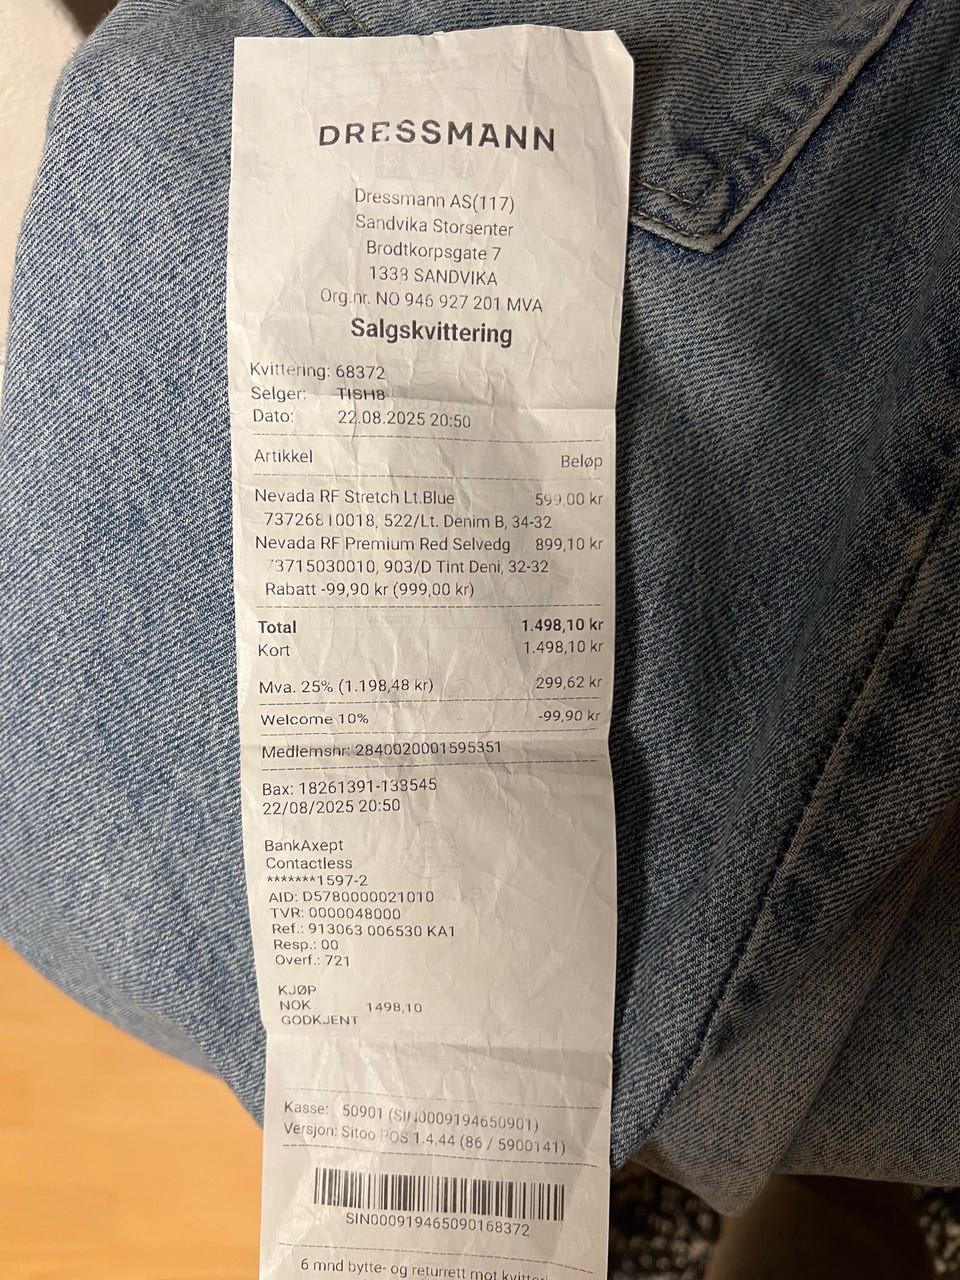 DRESSMANN
Dressmann AS(117)
Sandvika Storsenter
Brodtkorpsgate 7
1338 SANDVIKA
Org.nr. NO 946 927 201 MVA
Salgskvittering
Kvittering: 68372
Selger: TISH8
Dato: 22.08.2025 20:50
Artikkel Beløp
Nevada RF Stretch Lt.Blue 599,00 kr
73726810018, 522/Lt. Denim B, 34-32
Nevada RF Premium Red Selvedg 899,10 kr
73715030010, 903/D Tint Deni, 32-32
Rabatt -99,90 kr (999,00 kr)
Total 1.498,10 kr
Kort 1.498,10 kr
Mva. 25% (1.198,48 kr) 299,62 kr
Welcome 10% -99,90 kr
Medlemsnr: 2840020001595351
Bax: 18261391-133545
22/08/2025 20:50
BankAxept
Contactless
*******1597-2
AID: D5780000021010
TVR: 0000048000
Ref.: 913063 006530 KA1
Resp.: 00
Overf.: 721
KJØP
NOK 1498,10
GODKJENT
Kasse: 50901 (SIN0009194650901)
Versjon: Sitoo POS 1.4.44 (86 / 5900141)
SIN000919465090168372
6 mnd bytte- og returrett mot